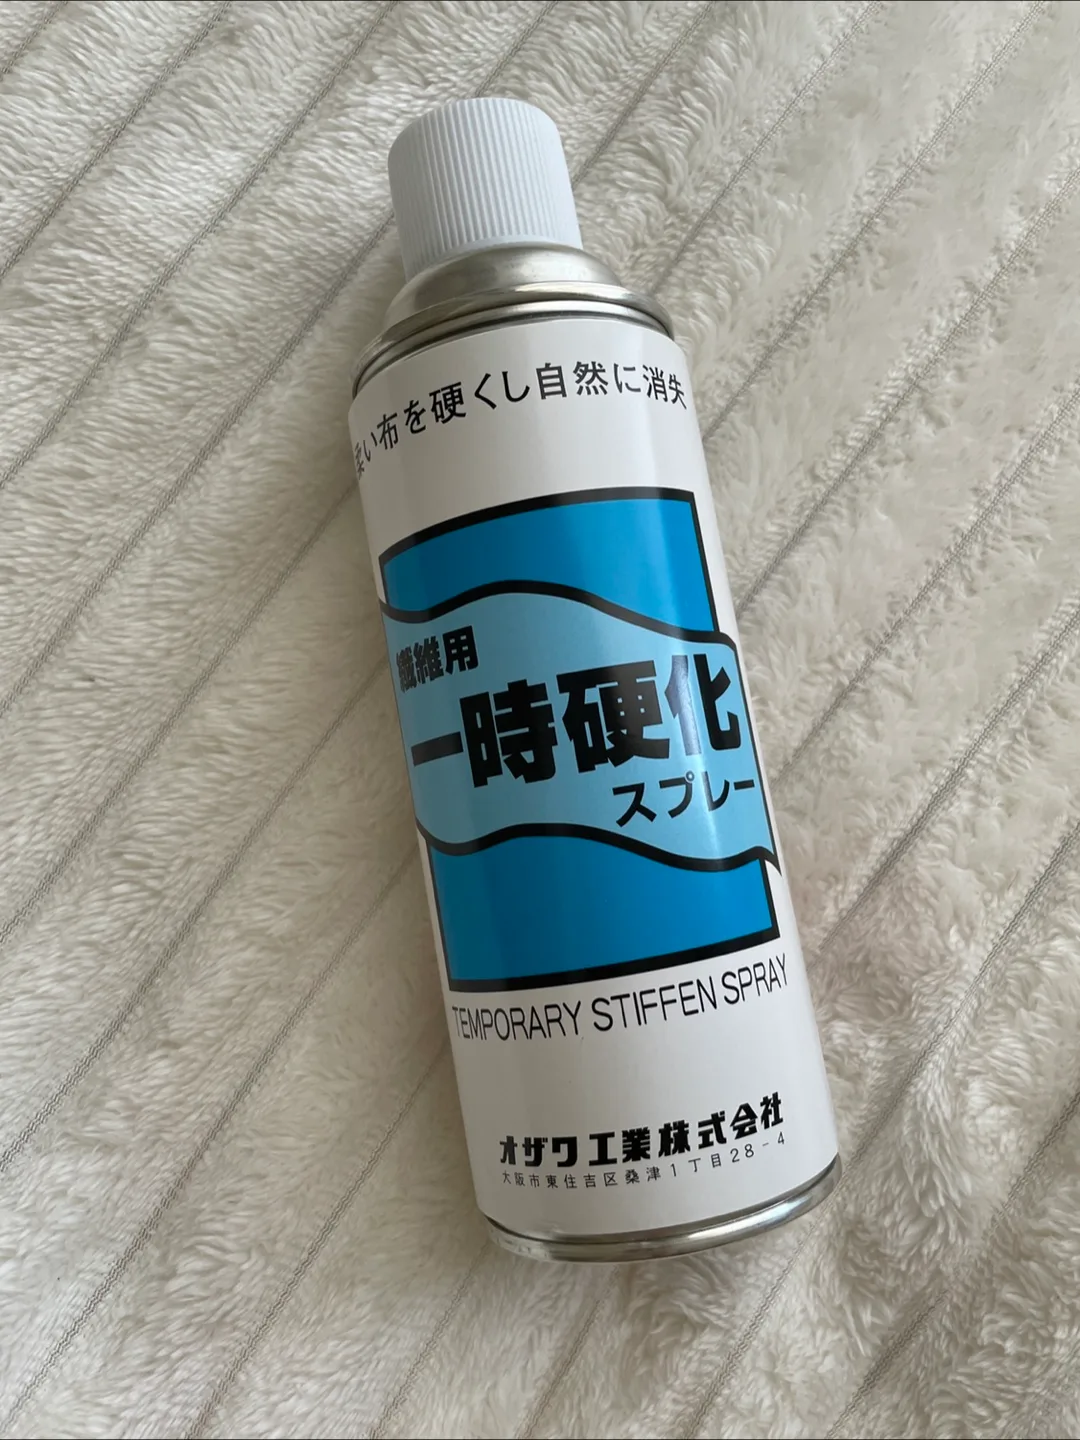 柔い布を硬くし自然に消失
繊維用
一時硬化
スプレー
TEMPORARY STIFFEN SPRAY
オザワ工業株式会社
大阪市東住吉区桑津1丁目28-4